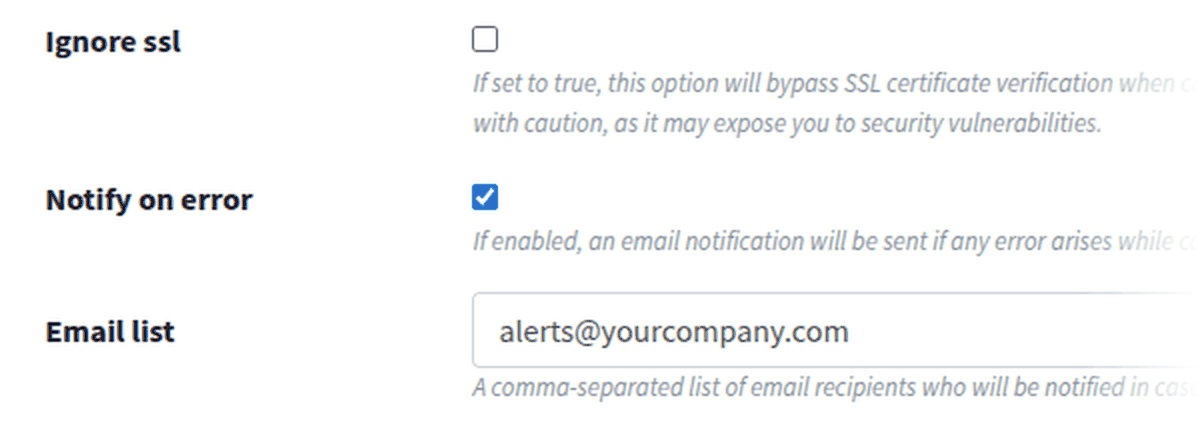 Ignore ssl
If set to true, this option will bypass SSL certificate verification when
with caution, as it may expose you to security vulnerabilities.
Notify on error
If enabled, an email notification will be sent if any error arises while
Email list
alerts@yourcompany.com
A comma-separated list of email recipients who will be notified in